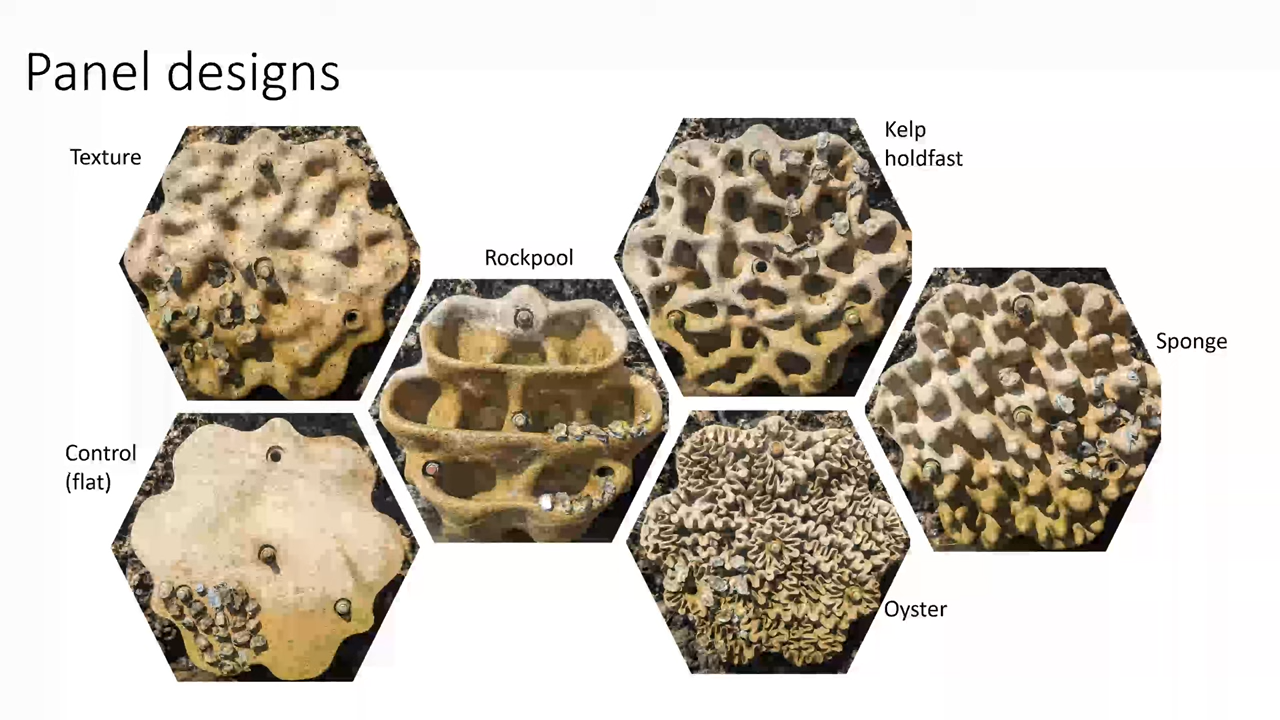 Panel designs
Texture
Kelp
holdfast
Rockpool
Sponge
Control
(flat)
Oyster